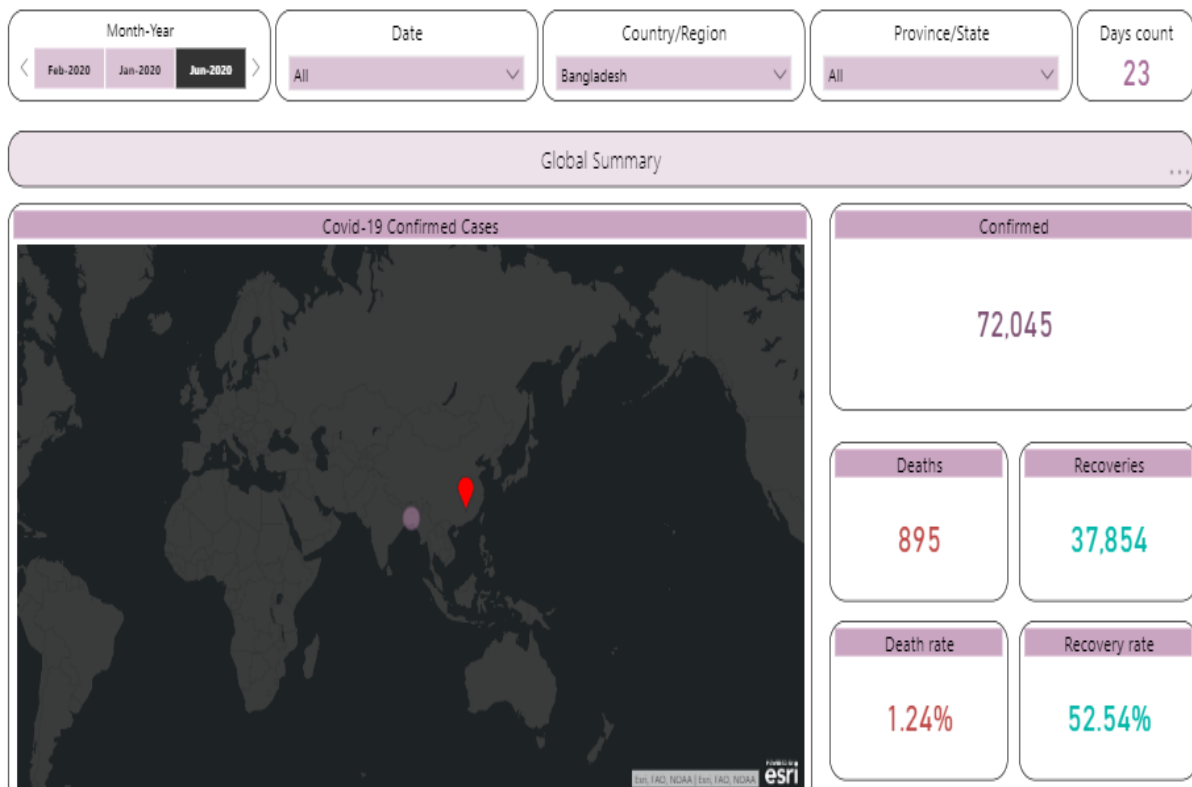 Month-Year
Feb-2020
Jan-2020
Jun-2020
Date
All
Country/Region
Bangladesh
Province/State
All
Days count
23
Global Summary
...
Covid-19 Confirmed Cases
Esri, FAO, NOAA | Esri, FAO, NOAA
POWERED BY
esri
Confirmed
72,045
Deaths
895
Recoveries
37,854
Death rate
1.24%
Recovery rate
52.54%